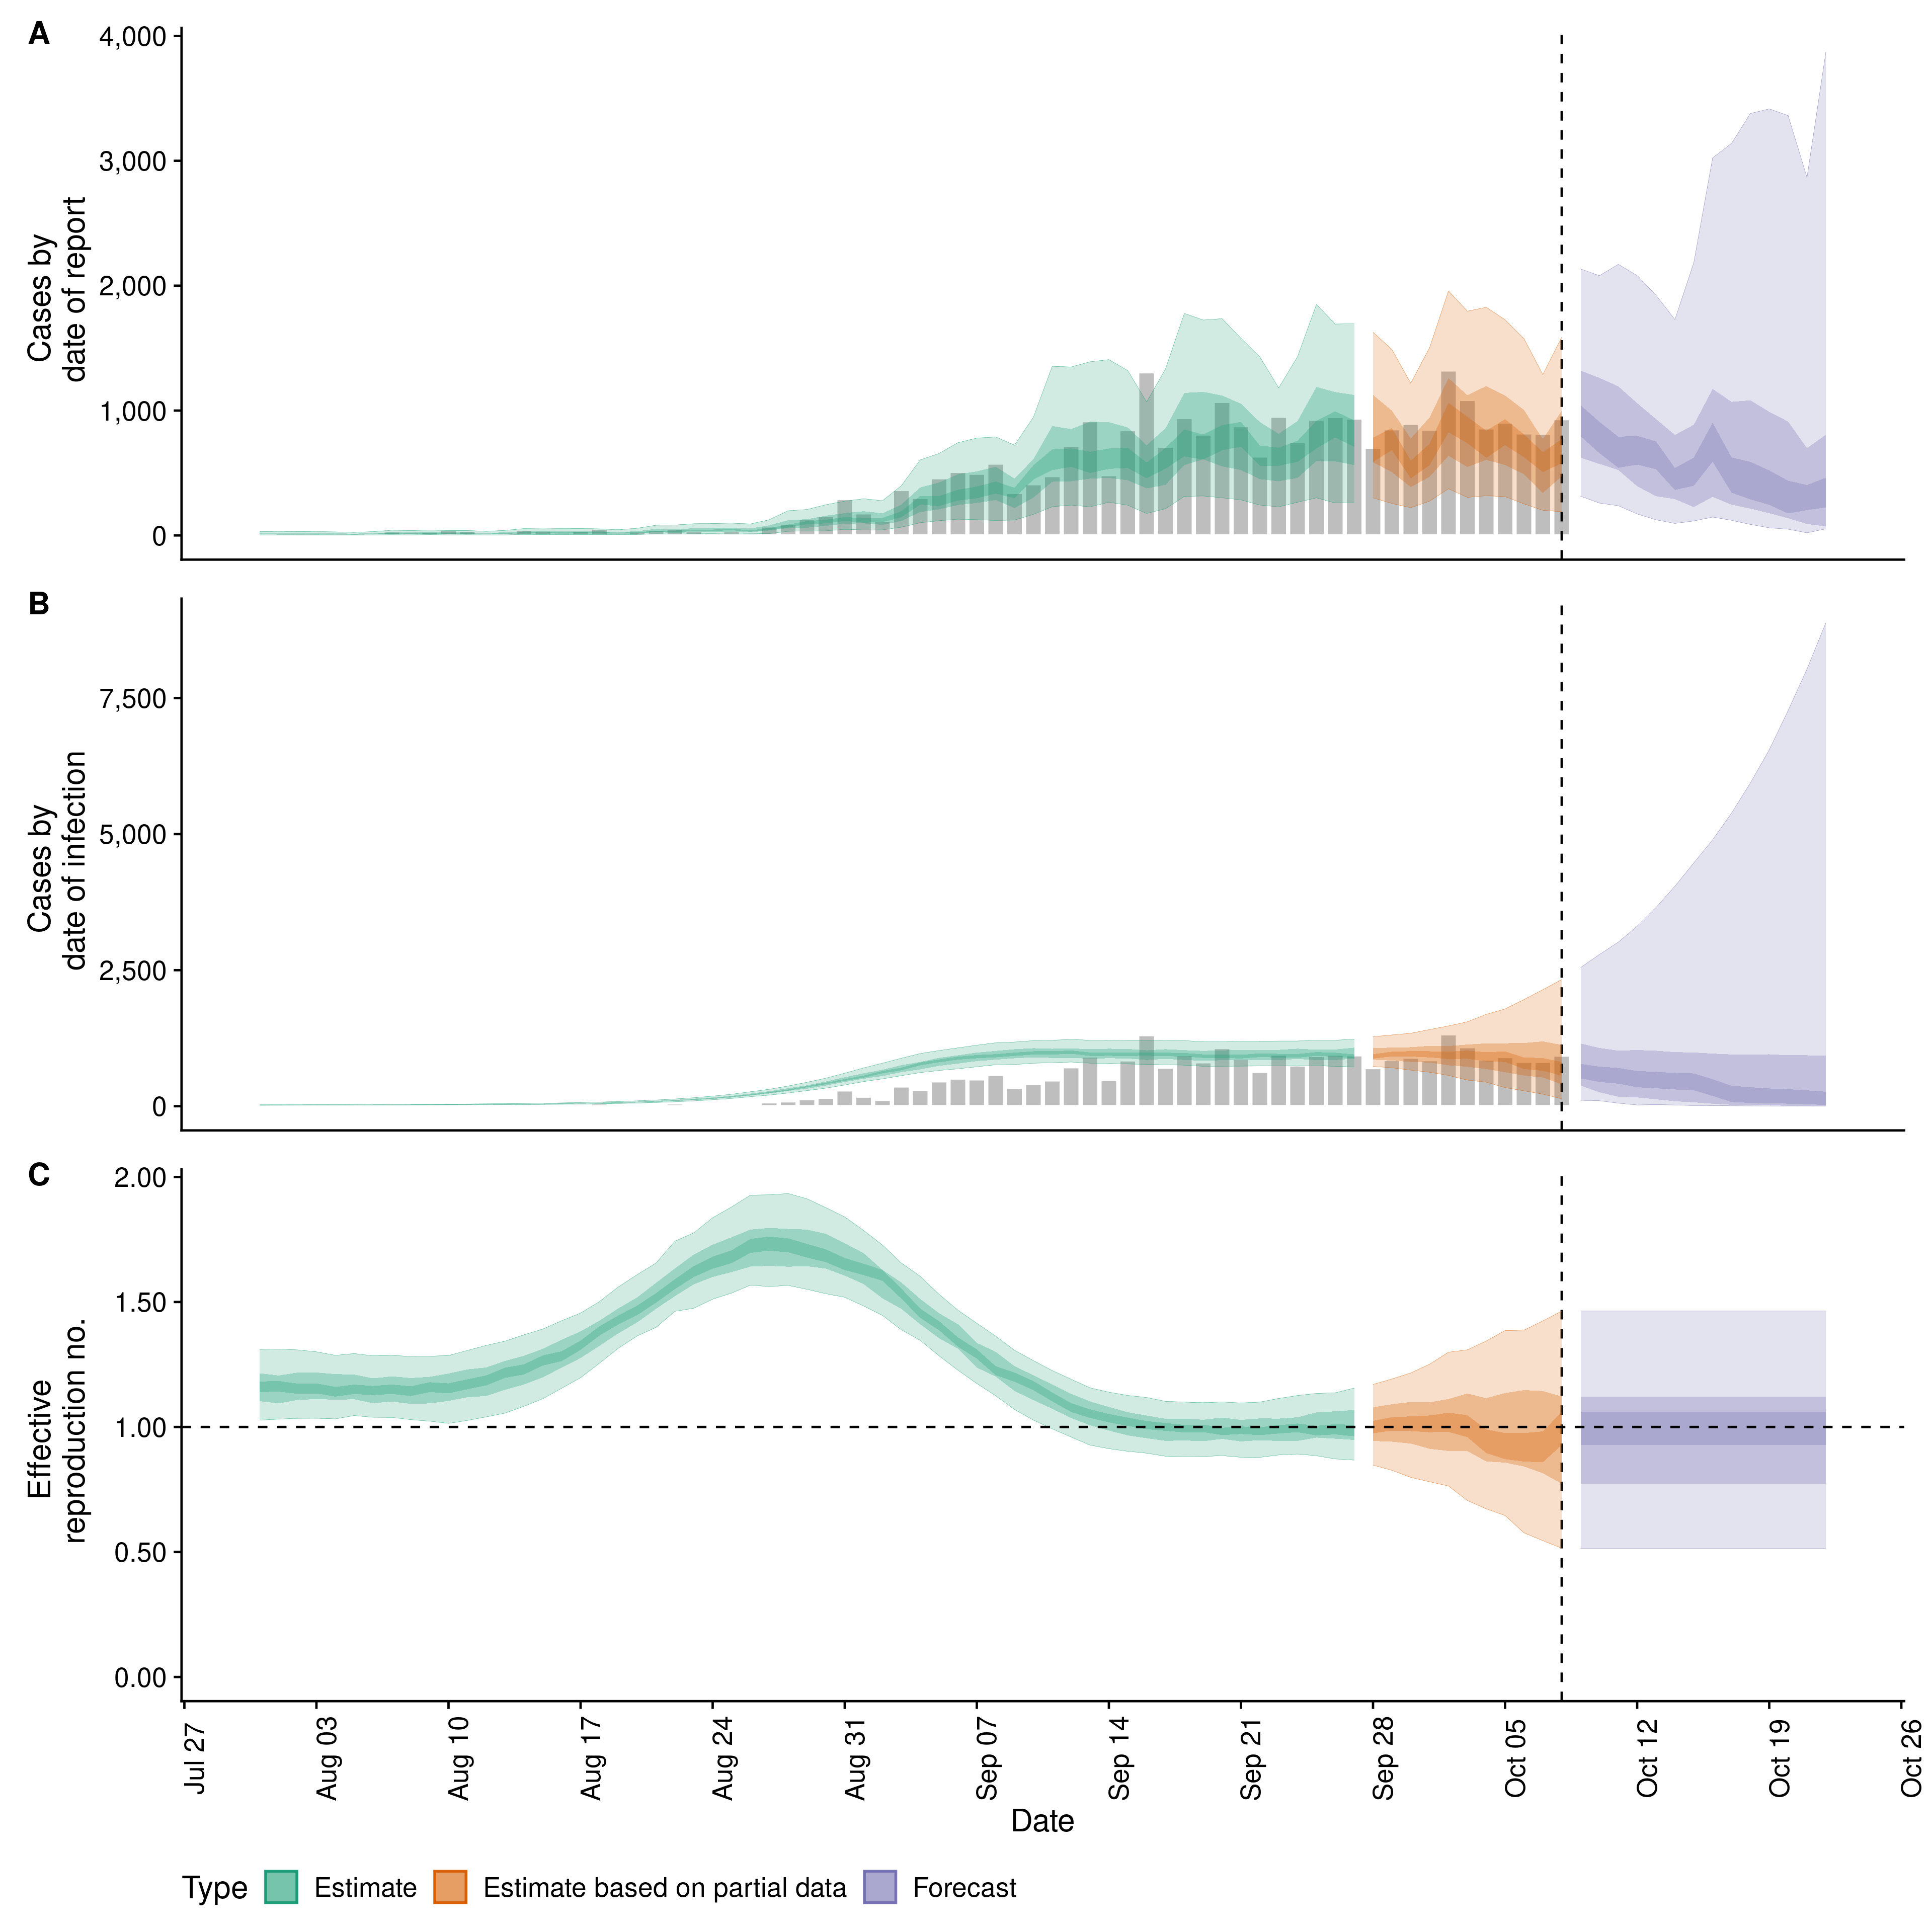 A
4,000
3,000
2,000
1,000
0
Cases by
date of report
B
7,500
5,000
2,500
0
Cases by
date of infection
C
2.00
1.50
1.00
0.50
0.00
Effective
reproduction no.
Jul 27
Aug 03
Aug 10
Aug 17
Aug 24
Aug 31
Sep 07
Sep 14
Sep 21
Sep 28
Oct 05
Oct 12
Oct 19
Oct 26
Date
Type Estimate Estimate based on partial data Forecast